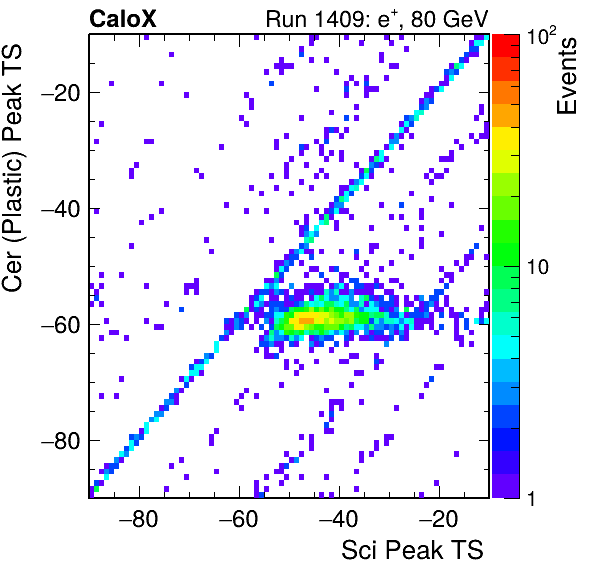 CaloX Run 1409: e⁺, 80 GeV
Cer (Plastic) Peak TS
−20
−40
−60
−80
−80 −60 −40 −20
Sci Peak TS
10²
10
1
Events